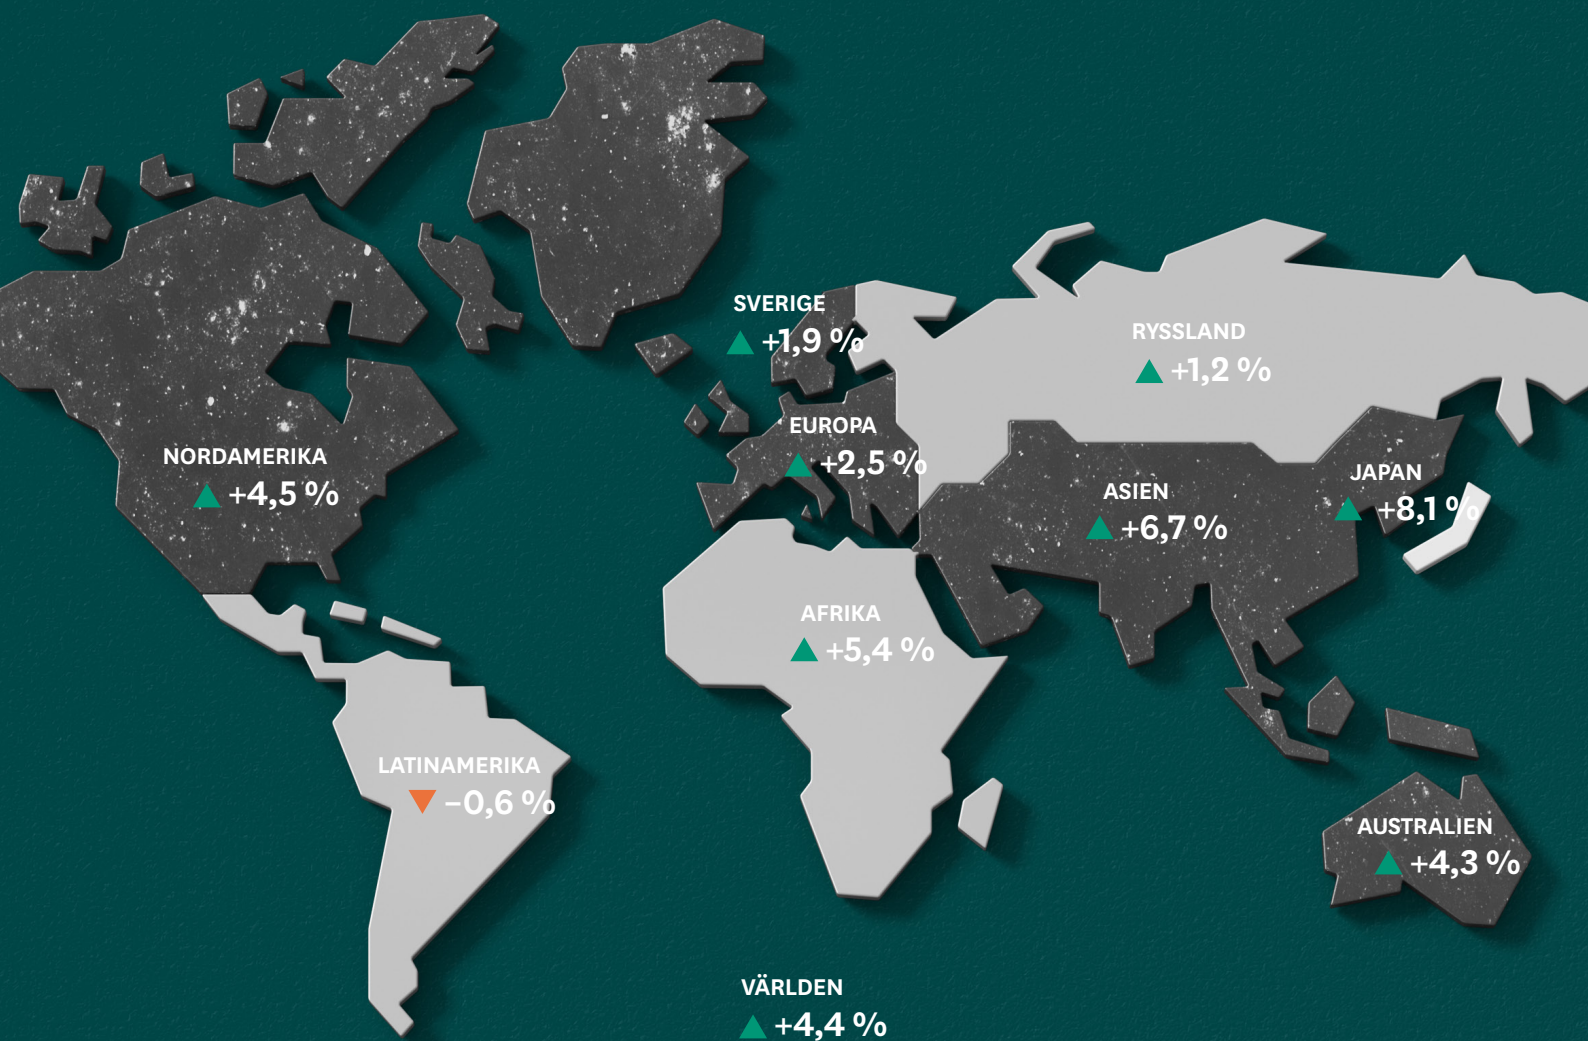 SVERIGE
+1,9 %
RYSSLAND
+1,2 %
EUROPA
+2,5 %
NORDAMERIKA
+4,5 %
JAPAN
+8,1 %
ASIEN
+6,7 %
AFRIKA
+5,4 %
LATINAMERIKA
–0,6 %
AUSTRALIEN
+4,3 %
VÄRLDEN
+4,4 %